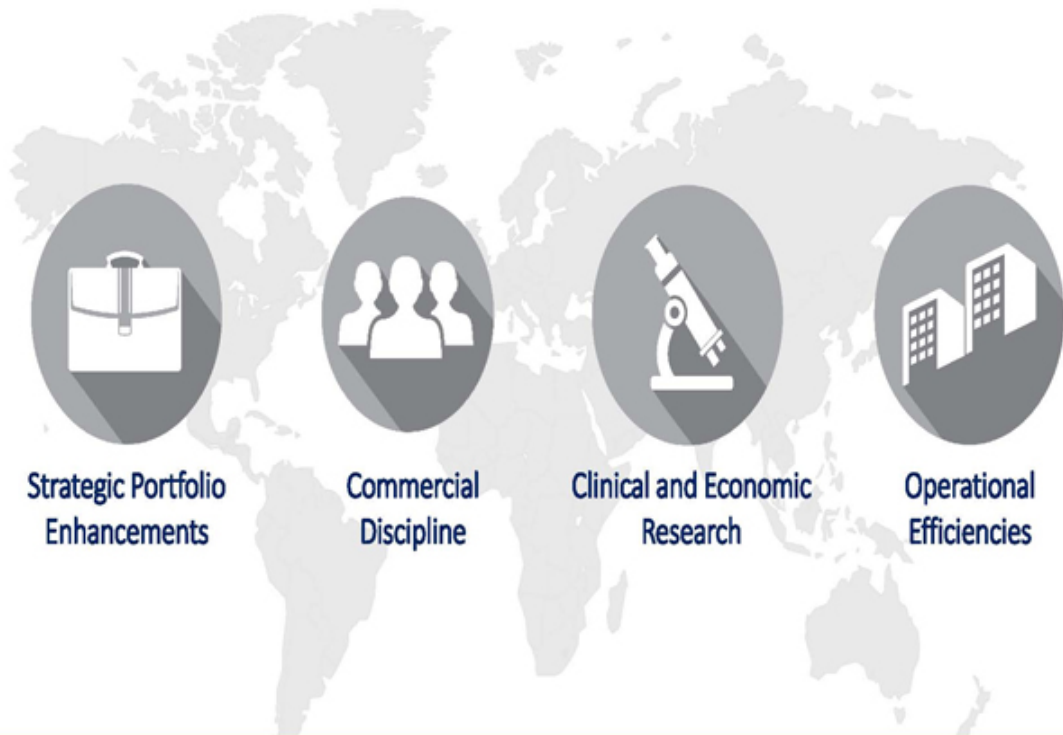 Strategic Portfolio
Enhancements
Commercial
Discipline
Clinical and Economic
Research
Operational
Efficiencies